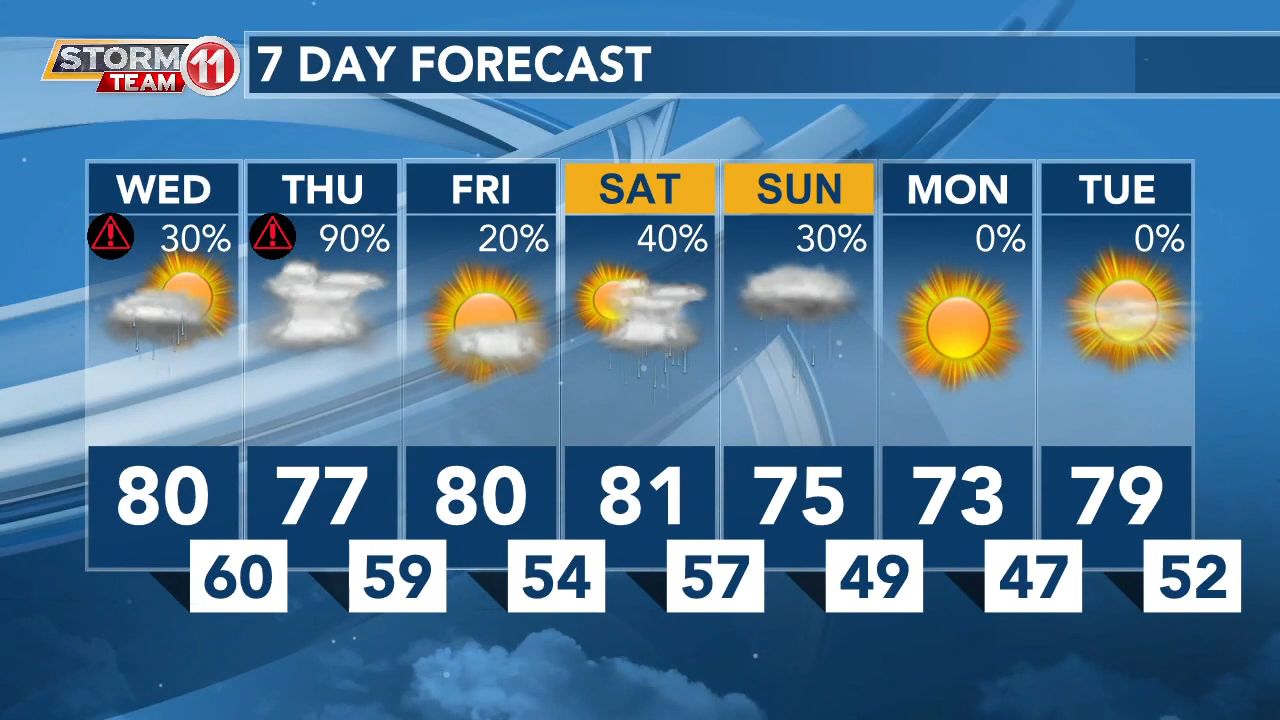 STORM
TEAM 11
7 DAY FORECAST
WED THU FRI SAT SUN MON TUE
30% 90% 20% 40% 30% 0% 0%
80 77 80 81 75 73 79
60 59 54 57 49 47 52